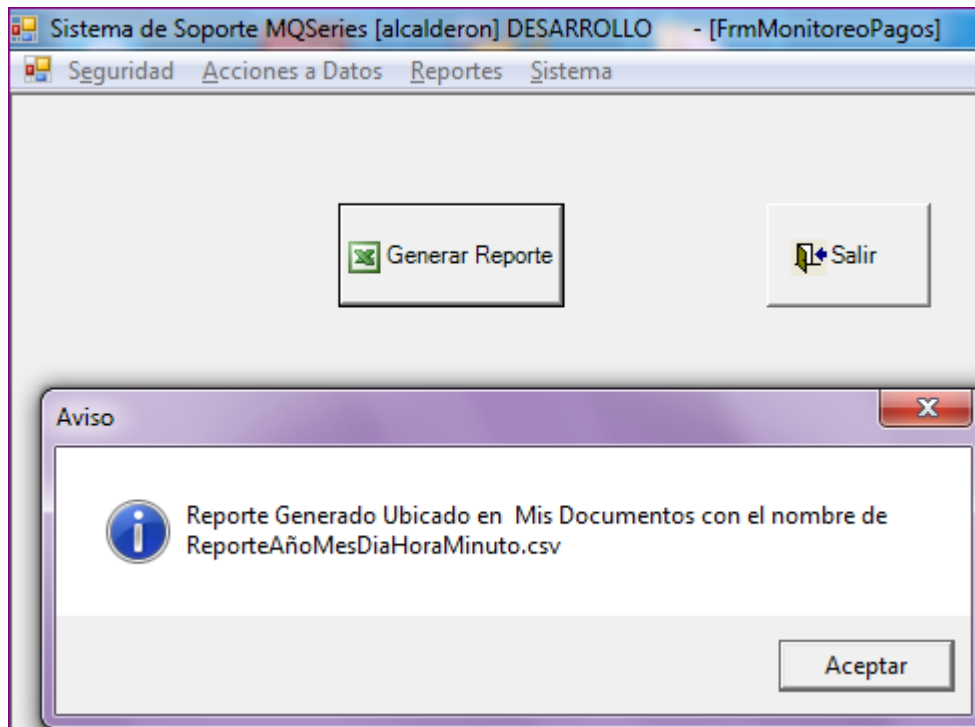 Sistema de Soporte MQSeries [alcalderon] DESARROLLO - [FrmMonitoreoPagos]
Seguridad Acciones a Datos Reportes Sistema
Generar Reporte Salir
Aviso
Reporte Generado Ubicado en Mis Documentos con el nombre de
ReporteAñoMesDiaHoraMinuto.csv
Aceptar